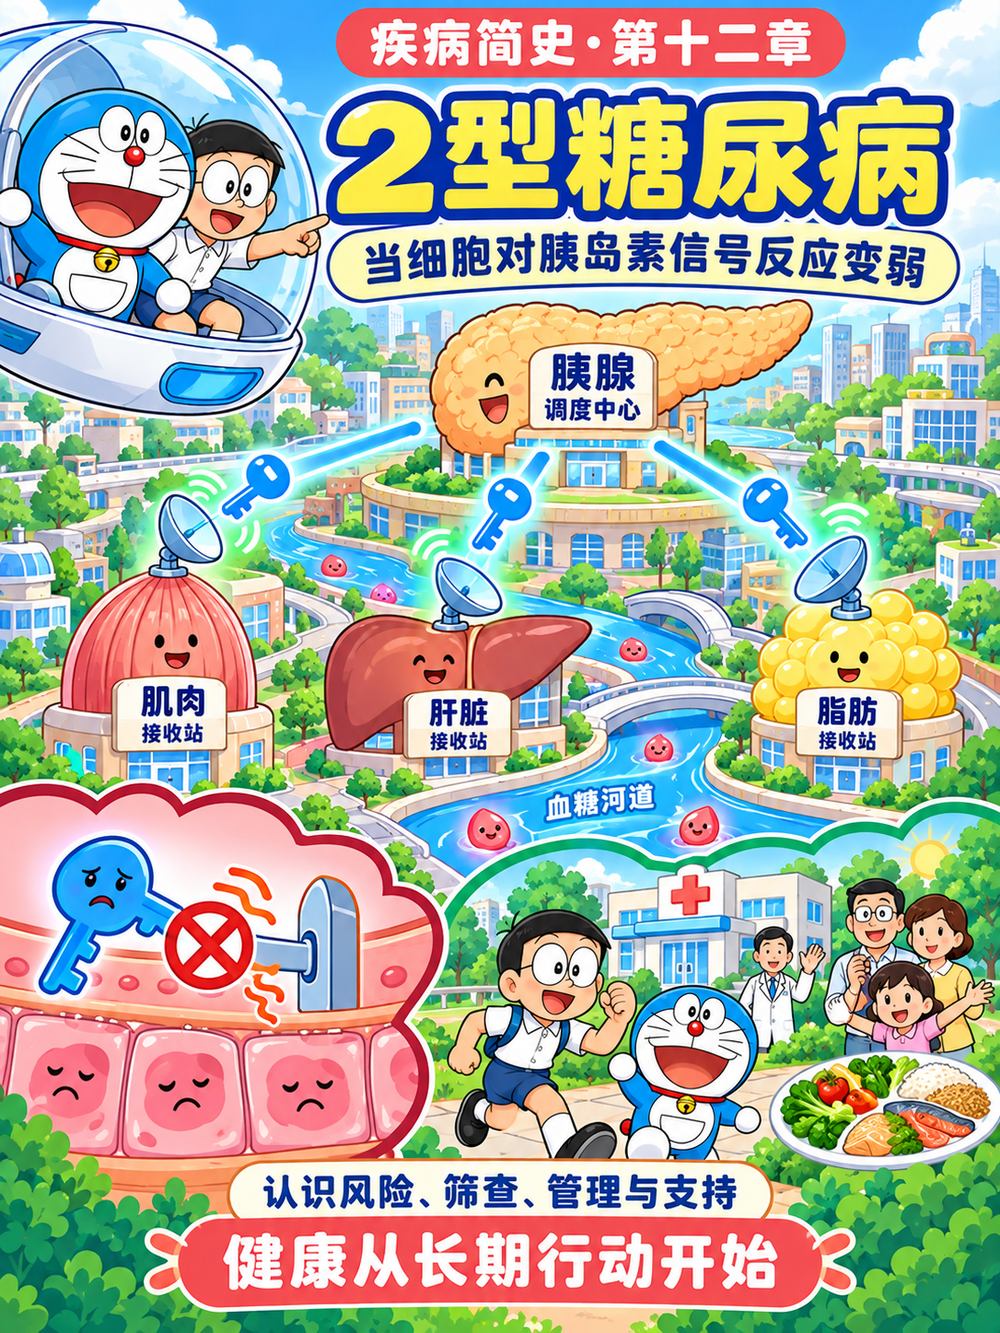 疾病简史·第十二章
2型糖尿病
当细胞对胰岛素信号反应变弱
胰腺
调度中心
肌肉
接收站
肝脏
接收站
脂肪
接收站
血糖河道
认识风险、筛查、管理与支持
健康从长期行动开始